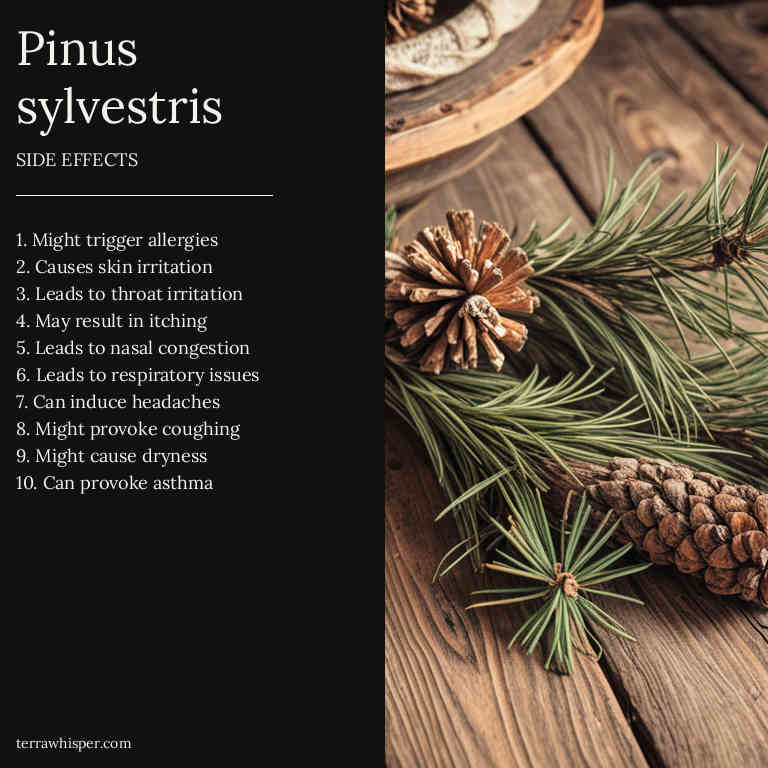 Pinus
sylvestris
SIDE EFFECTS
1. Might trigger allergies
2. Causes skin irritation
3. Leads to throat irritation
4. May result in itching
5. Leads to nasal congestion
6. Leads to respiratory issues
7. Can induce headaches
8. Might provoke coughing
9. Might cause dryness
10. Can provoke asthma
terrawhisper.com